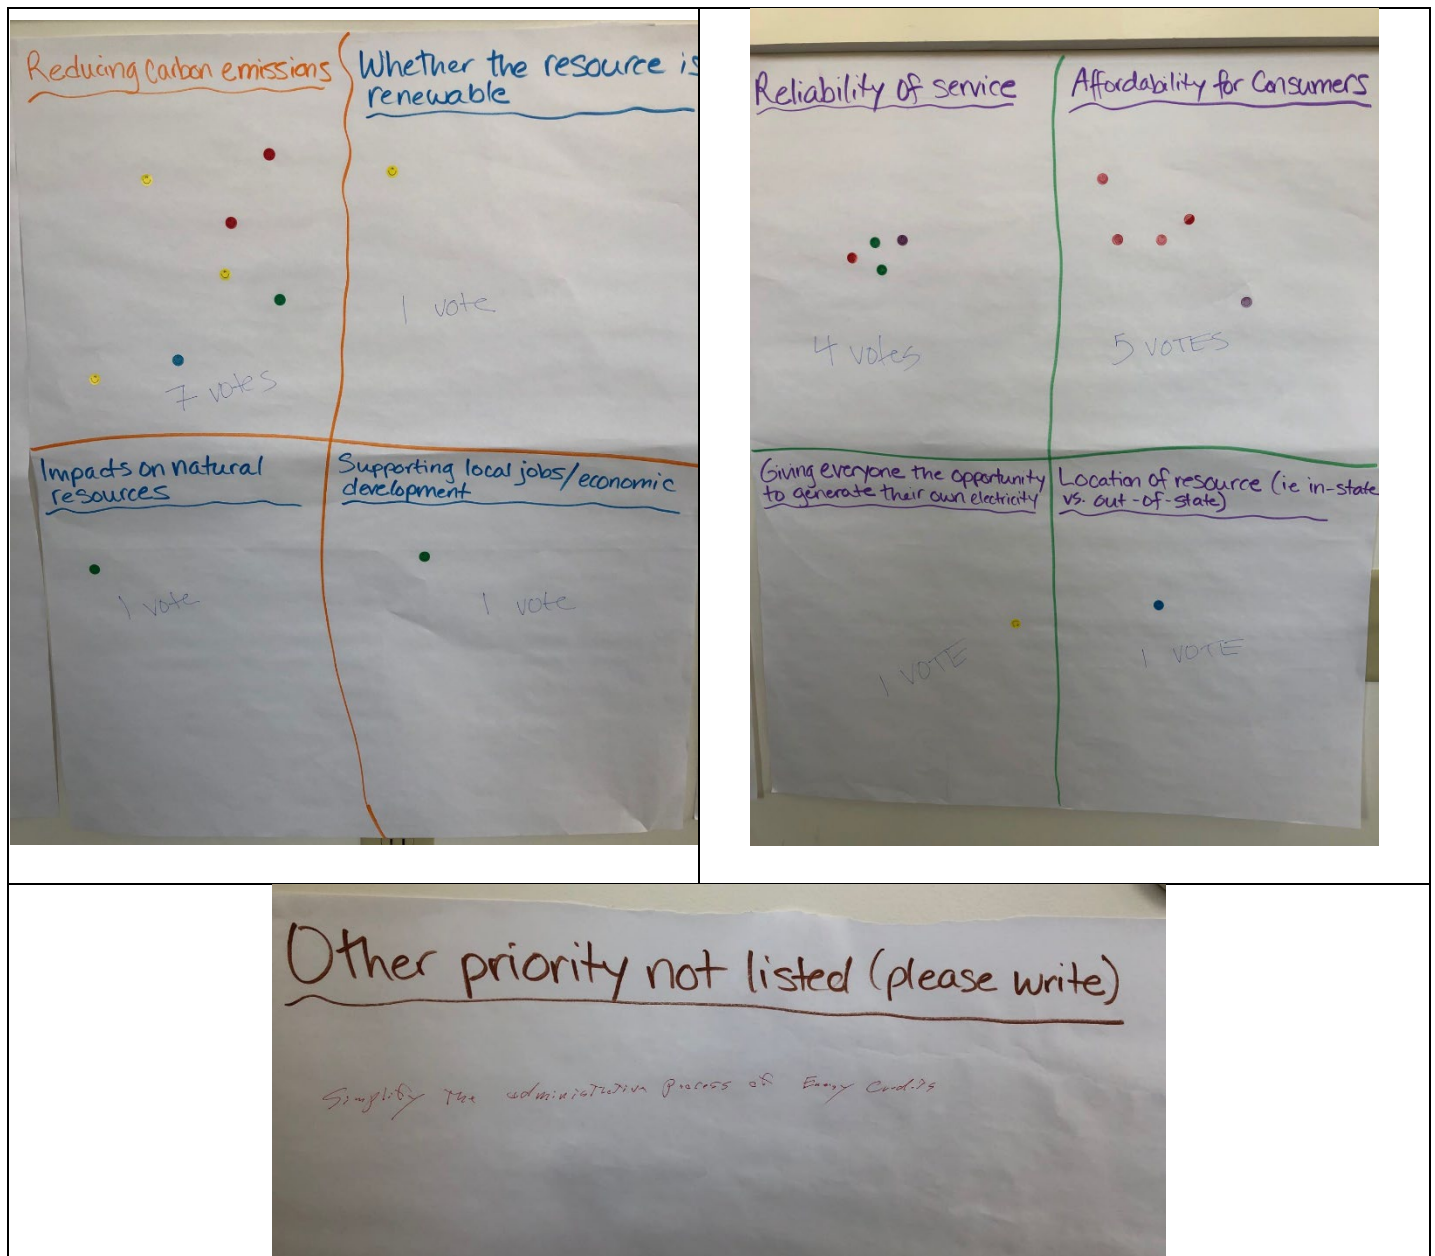 Reducing carbon emissions
Whether the resource is
renewable
1 vote
7 votes
Impacts on natural
resources
1 vote
Supporting local jobs/economic
development
1 vote
Reliability of service
4 votes
Affordability for Consumers
5 VOTES
Giving everyone the opportunity
to generate their own electricity
1 VOTE
Location of resource (ie in-state
vs. out-of-state)
1 VOTE
Other priority not listed (please write)
Simplify the administrative process of Energy Credits